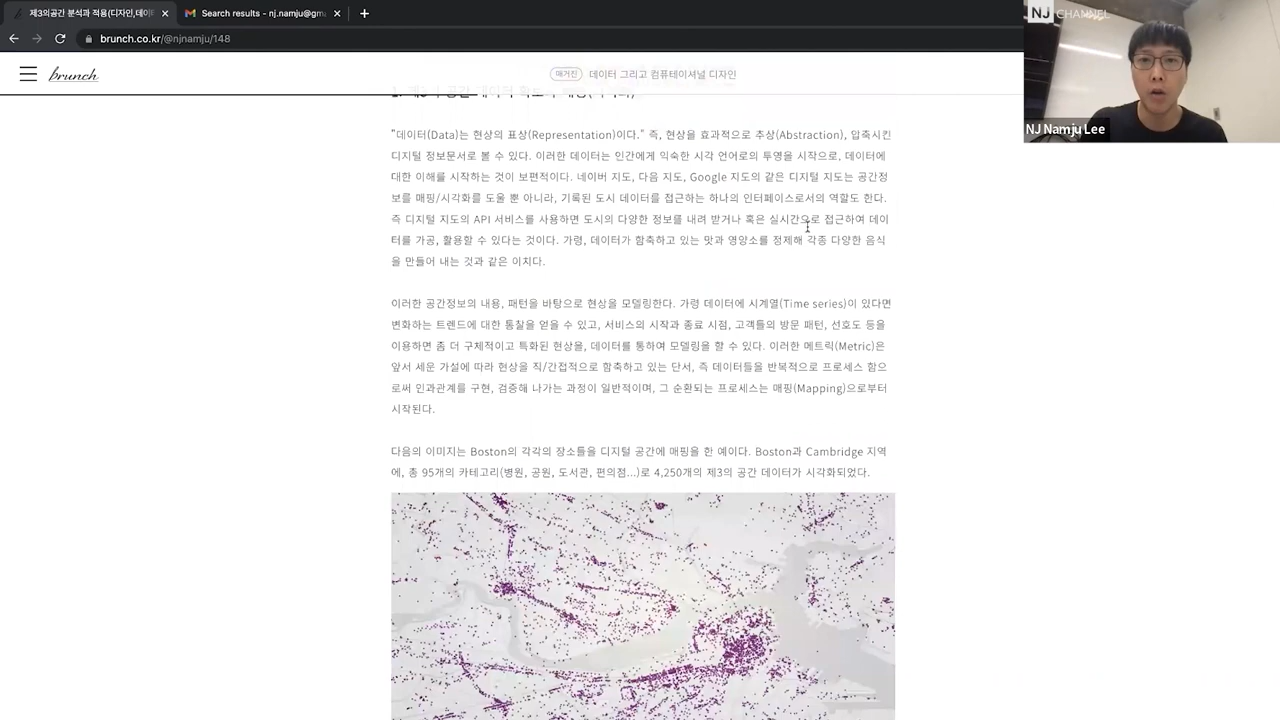 제3의공간 분석과 적용(디자인,데이터
Search results - nj.namju@gm
brunch.co.kr/@njnamju/148
NJ CHANNEL
brunch
매거진 데이터 그리고 컴퓨테이셔널 디자인
NJ Namju Lee
"데이터(Data)는 현상의 표상(Representation)이다." 즉, 현상을 효과적으로 추상(Abstraction), 압축시킨
디지털 정보문서로 볼 수 있다. 이러한 데이터는 인간에게 익숙한 시각 언어로의 투영을 시작으로, 데이터에
대한 이해를 시작하는 것이 보편적이다. 네이버 지도, 다음 지도, Google 지도의 같은 디지털 지도는 공간정
보를 매핑/시각화를 도울 뿐 아니라, 기록된 도시 데이터를 접근하는 하나의 인터페이스로서의 역할도 한다.
즉 디지털 지도의 API 서비스를 사용하면 도시의 다양한 정보를 내려 받거나 혹은 실시간으로 접근하여 데이
터를 가공, 활용할 수 있다는 것이다. 가령, 데이터가 함축하고 있는 맛과 영양소를 정제해 각종 다양한 음식
을 만들어 내는 것과 같은 이치다.
이러한 공간정보의 내용, 패턴을 바탕으로 현상을 모델링한다. 가령 데이터에 시계열(Time series)이 있다면
변화하는 트렌드에 대한 통찰을 얻을 수 있고, 서비스의 시작과 종료 시점, 고객들의 방문 패턴, 선호도 등을
이용하면 좀 더 구체적이고 특화된 현상을, 데이터를 통하여 모델링을 할 수 있다. 이러한 메트릭(Metric)은
앞서 세운 가설에 따라 현상을 직/간접적으로 함축하고 있는 단서, 즉 데이터들을 반복적으로 프로세스 함으
로써 인과관계를 구현, 검증해 나가는 과정이 일반적이며, 그 순환되는 프로세스는 매핑(Mapping)으로부터
시작된다.
다음의 이미지는 Boston의 각각의 장소들을 디지털 공간에 매핑을 한 예이다. Boston과 Cambridge 지역
에, 총 95개의 카테고리(병원, 공원, 도서관, 편의점...)로 4,250개의 제3의 공간 데이터가 시각화되었다.